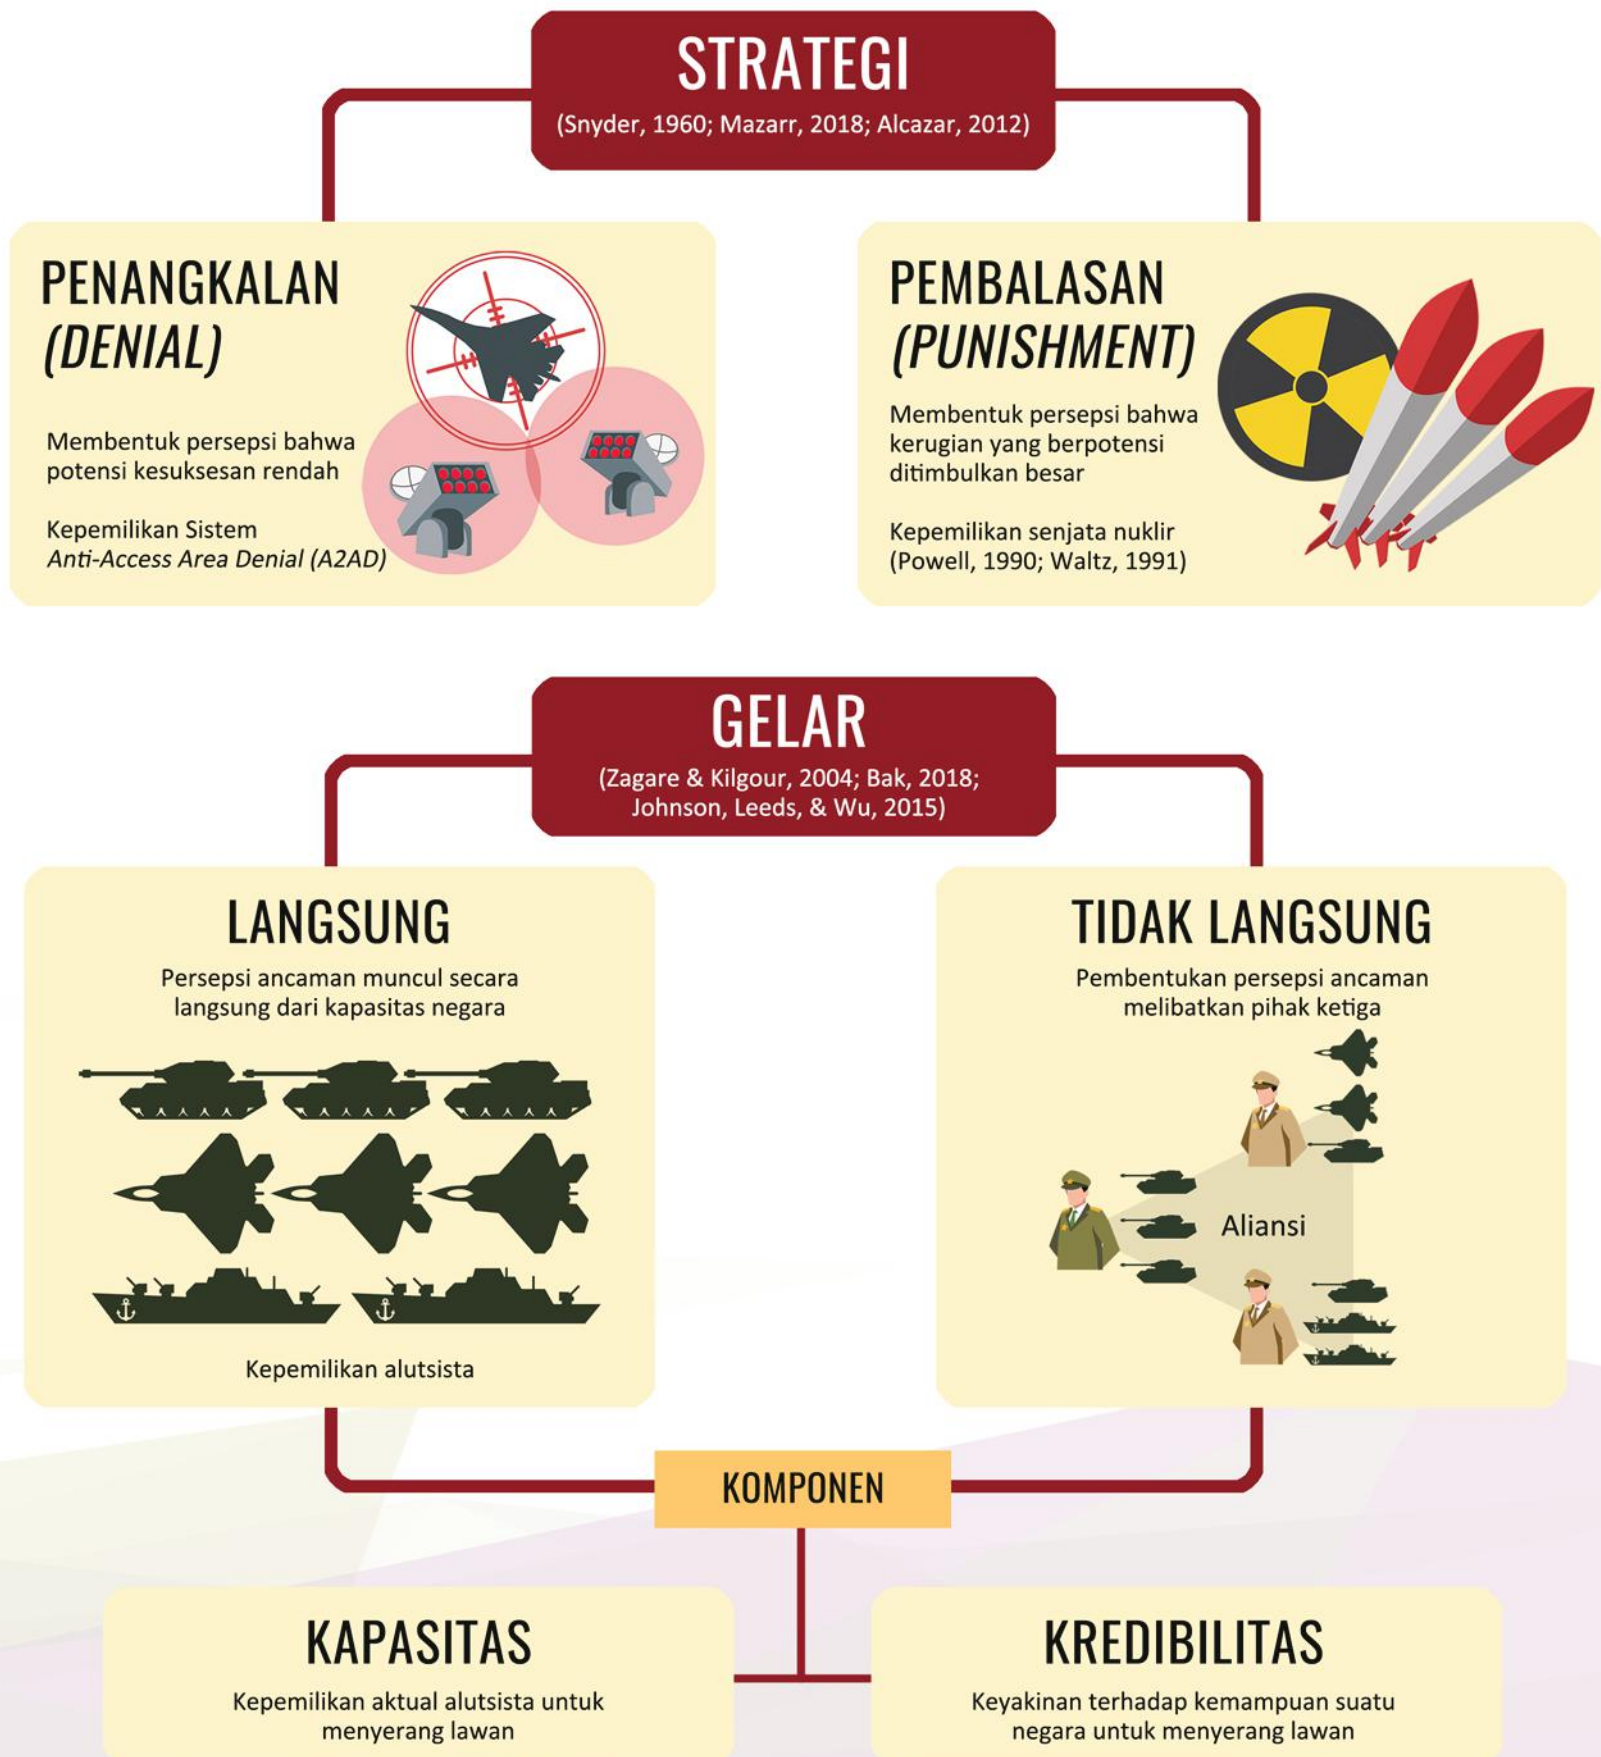 STRATEGI
(Snyder, 1960; Mazarr, 2018; Alcazar, 2012)
PENANGKALAN
(DENIAL)
Membentuk persepsi bahwa
potensi kesuksesan rendah
Kepemilikan Sistem
Anti-Access Area Denial (A2AD)
PEMBALASAN
(PUNISHMENT)
Membentuk persepsi bahwa
kerugian yang berpotensi
ditimbulkan besar
Kepemilikan senjata nuklir
(Powell, 1990; Waltz, 1991)
GELAR
(Zagare & Kilgour, 2004; Bak, 2018;
Johnson, Leeds, & Wu, 2015)
LANGSUNG
Persepsi ancaman muncul secara
langsung dari kapasitas negara
Kepemilikan alutsista
TIDAK LANGSUNG
Pembentukan persepsi ancaman
melibatkan pihak ketiga
Aliansi
KOMPONEN
KAPASITAS
Kepemilikan aktual alutsista untuk
menyerang lawan
KREDIBILITAS
Keyakinan terhadap kemampuan suatu
negara untuk menyerang lawan